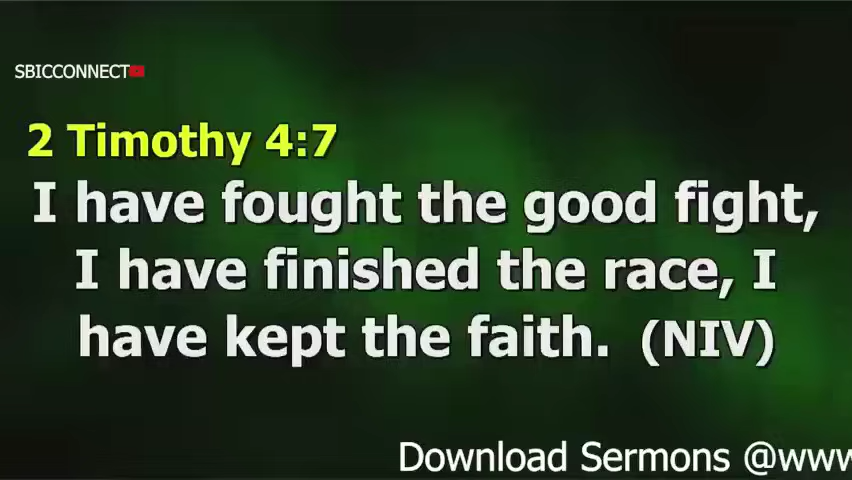 SBICCONNECT
2 Timothy 4:7
I have fought the good fight,
I have finished the race, I
have kept the faith. (NIV)
Download Sermons @www